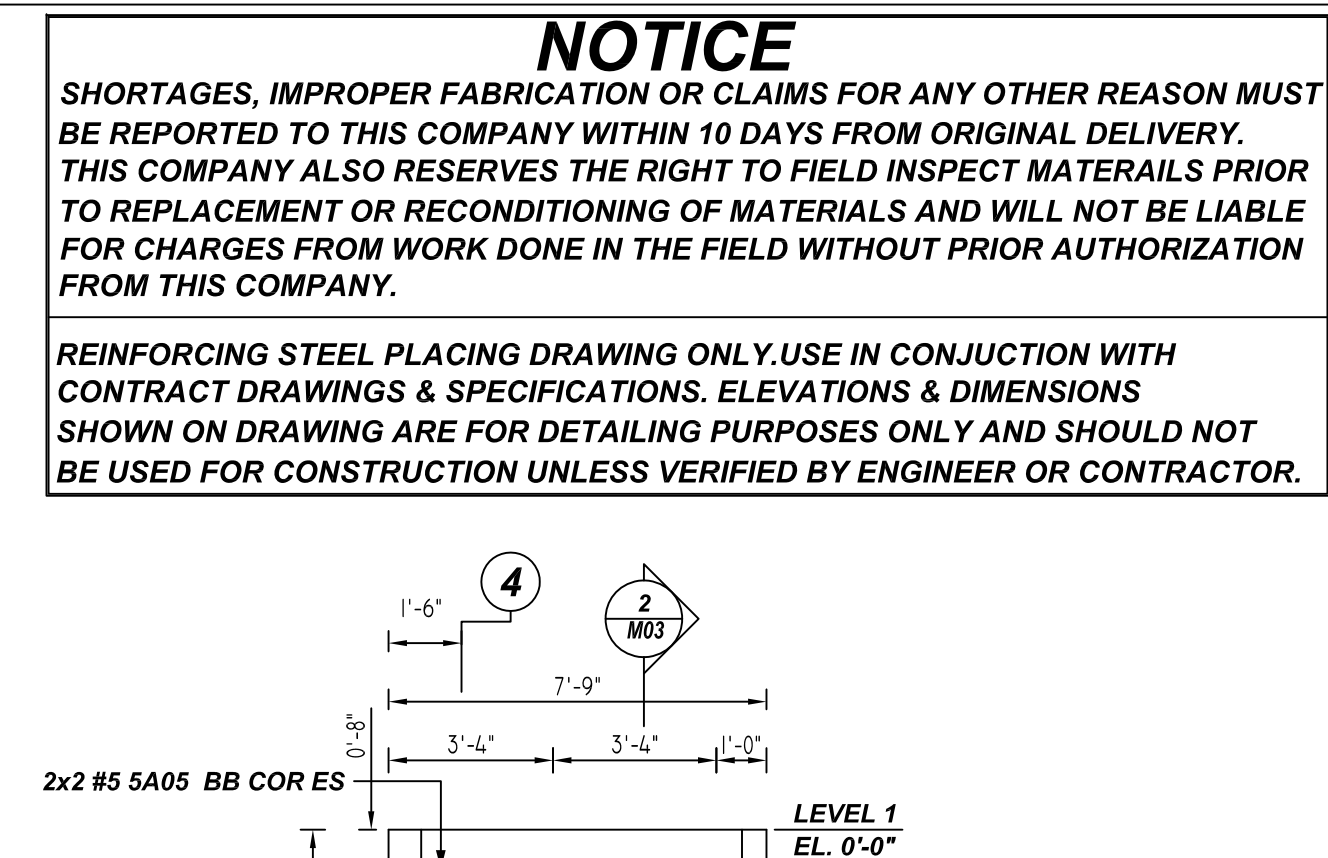 NOTICE
SHORTAGES, IMPROPER FABRICATION OR CLAIMS FOR ANY OTHER REASON MUST
BE REPORTED TO THIS COMPANY WITHIN 10 DAYS FROM ORIGINAL DELIVERY.
THIS COMPANY ALSO RESERVES THE RIGHT TO FIELD INSPECT MATERAILS PRIOR
TO REPLACEMENT OR RECONDITIONING OF MATERIALS AND WILL NOT BE LIABLE
FOR CHARGES FROM WORK DONE IN THE FIELD WITHOUT PRIOR AUTHORIZATION
FROM THIS COMPANY.
REINFORCING STEEL PLACING DRAWING ONLY.USE IN CONJUCTION WITH
CONTRACT DRAWINGS & SPECIFICATIONS. ELEVATIONS & DIMENSIONS
SHOWN ON DRAWING ARE FOR DETAILING PURPOSES ONLY AND SHOULD NOT
BE USED FOR CONSTRUCTION UNLESS VERIFIED BY ENGINEER OR CONTRACTOR.
4
2
M03
1'-6"
7'-9"
0'-8"
3'-4"
3'-4"
1'-0"
2x2 #5 5A05 BB COR ES
LEVEL 1
EL. 0'-0"